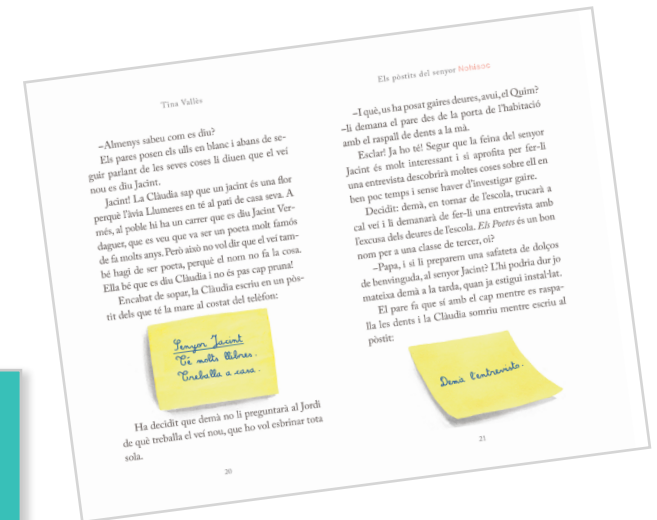 Tina Vallès
–Almenys sabeu com es diu?
Els pares posen els ulls en blanc i abans de se-
guir parlant de les seves coses li diuen que el veí
nou es diu Jacint.
Jacint! La Clàudia sap que un jacint és una flor
perquè l'àvia Llumeres en té al pati de casa seva. A
més, al poble hi ha un carrer que es diu Jacint Ver-
daguer, que es veu que va ser un poeta molt famós
de fa molts anys. Però això no vol dir que el veí tam-
bé hagi de ser poeta, perquè el nom no fa la cosa.
Ella bé que es diu Clàudia i no és pas cap pruna!
Encabat de sopar, la Clàudia escriu en un pòs-
tit dels que té la mare al costat del telèfon:
Senyor Jacint
Té molts llibres.
Treballa a casa.
Ha decidit que demà no li preguntarà al Jordi
de què treballa el veí nou, que ho vol esbrinar tota
sola.
20
Els pòstits del senyor
–I què, us ha posat gaires deures, avui, el Quim?
–li demana el pare des de la porta de l'habitació
amb el raspall de dents a la mà.
Esclar! Ja ho té! Segur que la feina del senyor
Jacint és molt interessant i si aprofita per fer-li
una entrevista descobrirà moltes coses sobre ell en
ben poc temps i sense haver d'investigar gaire.
Decidit: demà, en tornar de l'escola, trucarà a
cal veí i li demanarà de fer-li una entrevista amb
l'excusa dels deures de l'escola. Els Poetes és un bon
nom per a una classe de tercer, oi?
–Papa, i si li preparem una safateta de dolços
de benvinguda, al senyor Jacint? L'hi podria dur jo
mateixa demà a la tarda, quan ja estigui instal·lat.
El pare fa que sí amb el cap mentre es raspa-
lla les dents i la Clàudia somriu mentre escriu al
pòstit:
Demà l'entrevisto.
21